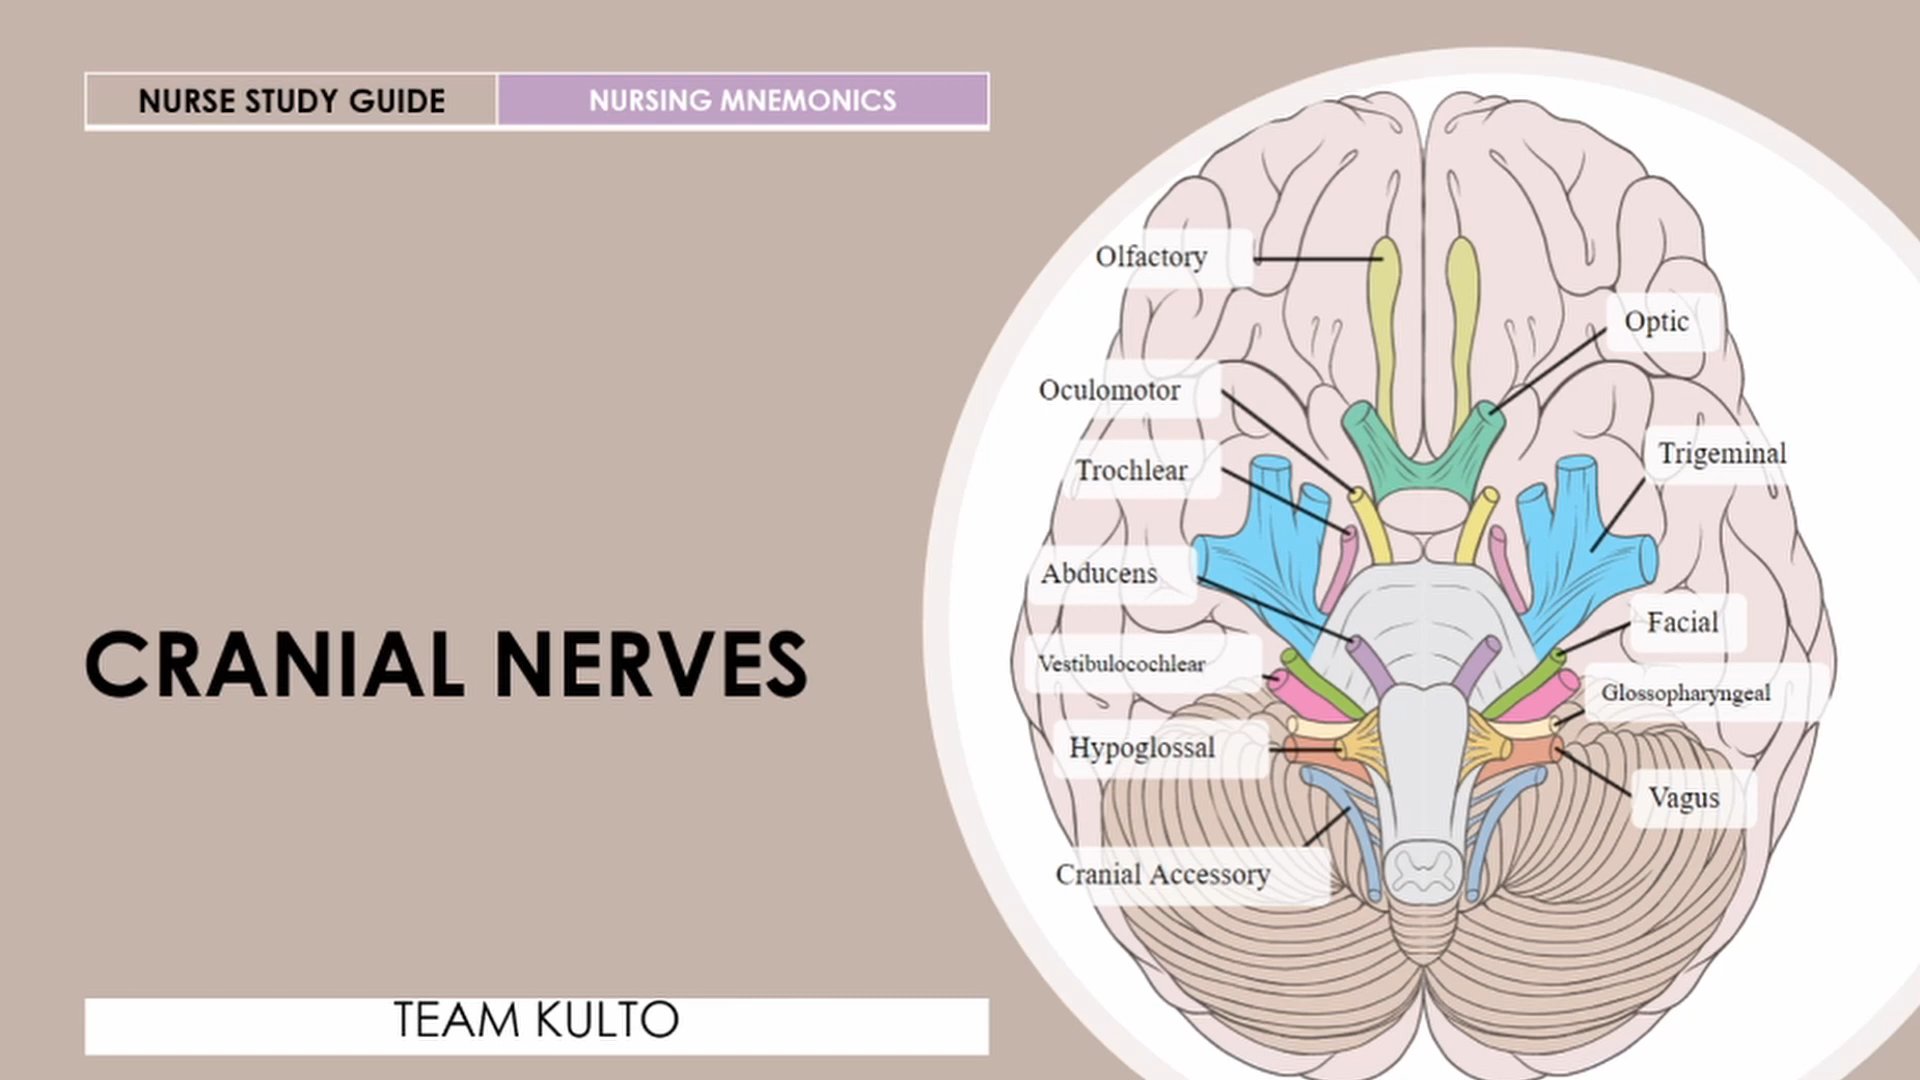 NURSE STUDY GUIDE
NURSING MNEMONICS
CRANIAL NERVES
TEAM KULTO
Olfactory
Optic
Oculomotor
Trigeminal
Trochlear
Abducens
Facial
Vestibulocochlear
Glossopharyngeal
Hypoglossal
Vagus
Cranial Accessory